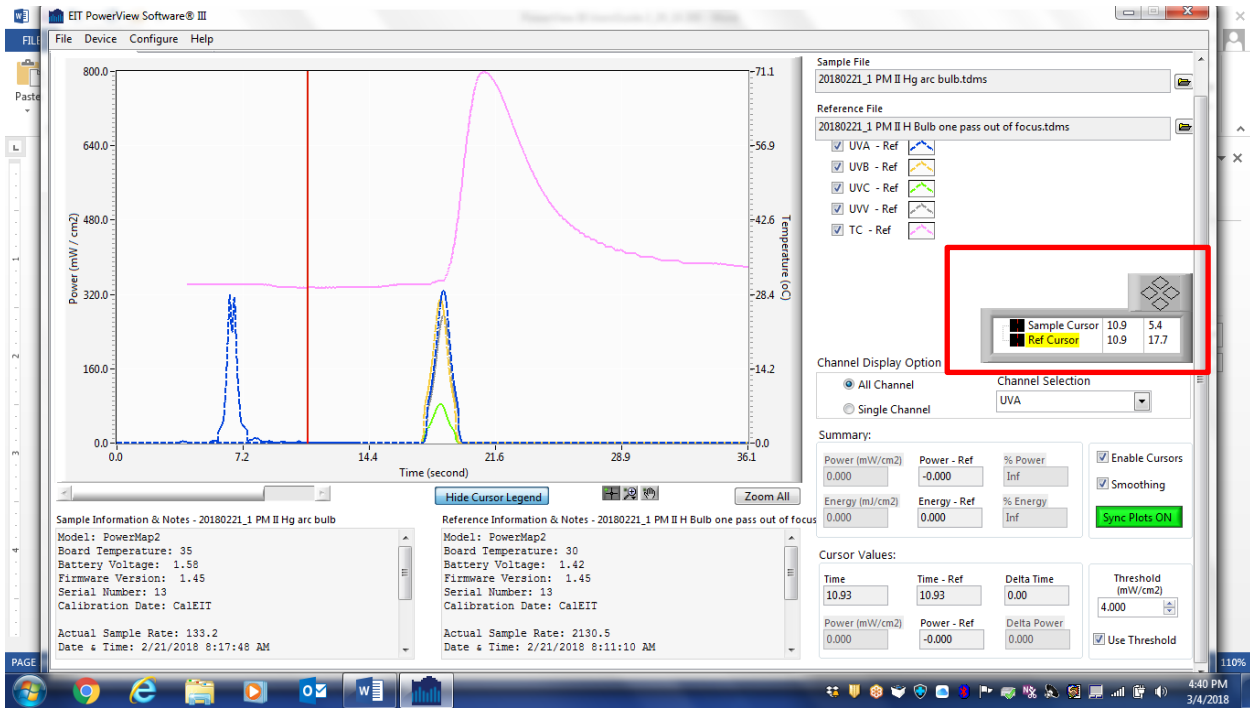 EIT PowerView Software® III
FILE
File Device Configure Help
Paste
800.0
640.0
480.0
320.0
160.0
0.0
Power (mW / cm2)
71.1
56.9
42.6
28.4
14.2
0.0
Temperature (oC)
0.0 7.2 14.4 21.6 28.9 36.1
Time (second)
Hide Cursor Legend
Zoom All
Sample File
20180221_1 PM II Hg arc bulb.tdms
Reference File
20180221_1 PM II H Bulb one pass out of focus.tdms
UVA - Ref
UVB - Ref
UVC - Ref
UVV - Ref
TC - Ref
Sample Cursor 10.9 5.4
Ref Cursor 10.9 17.7
Channel Display Option
All Channel
Single Channel
Channel Selection
UVA
Summary:
Power (mW/cm2) Power - Ref % Power
0.000 -0.000 Inf
Energy (mJ/cm2) Energy - Ref % Energy
0.000 0.000 Inf
Enable Cursors
Smoothing
Sync Plots ON
Cursor Values:
Time Time - Ref Delta Time
10.93 10.93 0.00
Power (mW/cm2) Power - Ref Delta Power
0.000 -0.000 0.000
Threshold
(mW/cm2)
4.000
Use Threshold
Sample Information & Notes - 20180221_1 PM II Hg arc bulb
Model: PowerMap2
Board Temperature: 35
Battery Voltage: 1.58
Firmware Version: 1.45
Serial Number: 13
Calibration Date: CalEIT
Actual Sample Rate: 133.2
Date & Time: 2/21/2018 8:17:48 AM
Reference Information & Notes - 20180221_1 PM II H Bulb one pass out of focus
Model: PowerMap2
Board Temperature: 30
Battery Voltage: 1.42
Firmware Version: 1.45
Serial Number: 13
Calibration Date: CalEIT
Actual Sample Rate: 2130.5
Date & Time: 2/21/2018 8:11:10 AM
PAGE
110%
4:40 PM
3/4/2018